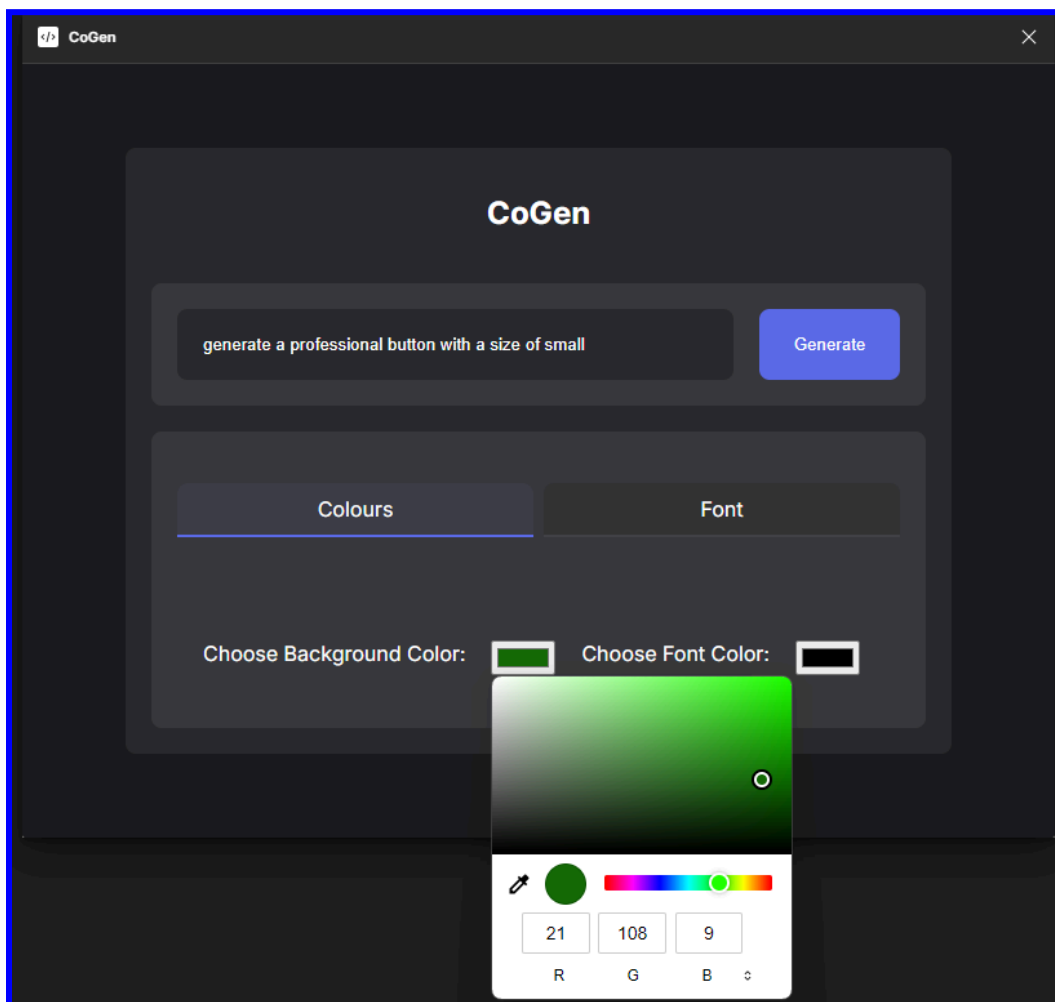 </> CoGen
CoGen
generate a professional button with a size of small
Generate
Colours
Font
Choose Background Color:
Choose Font Color:
21
108
9
R
G
B